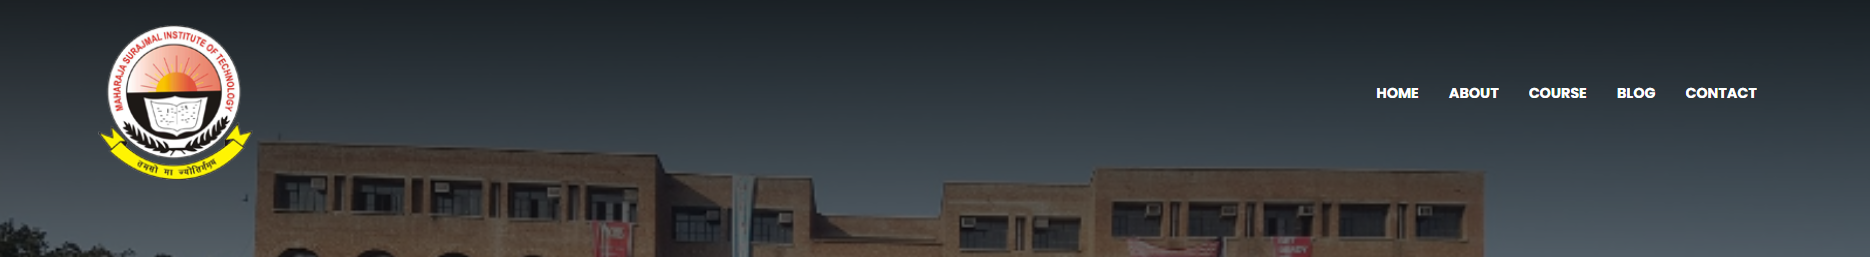 MAHARAJA SURAJMAL INSTITUTE OF TECHNOLOGY
तमसो मा ज्योतिर्गमय
HOME ABOUT COURSE BLOG CONTACT